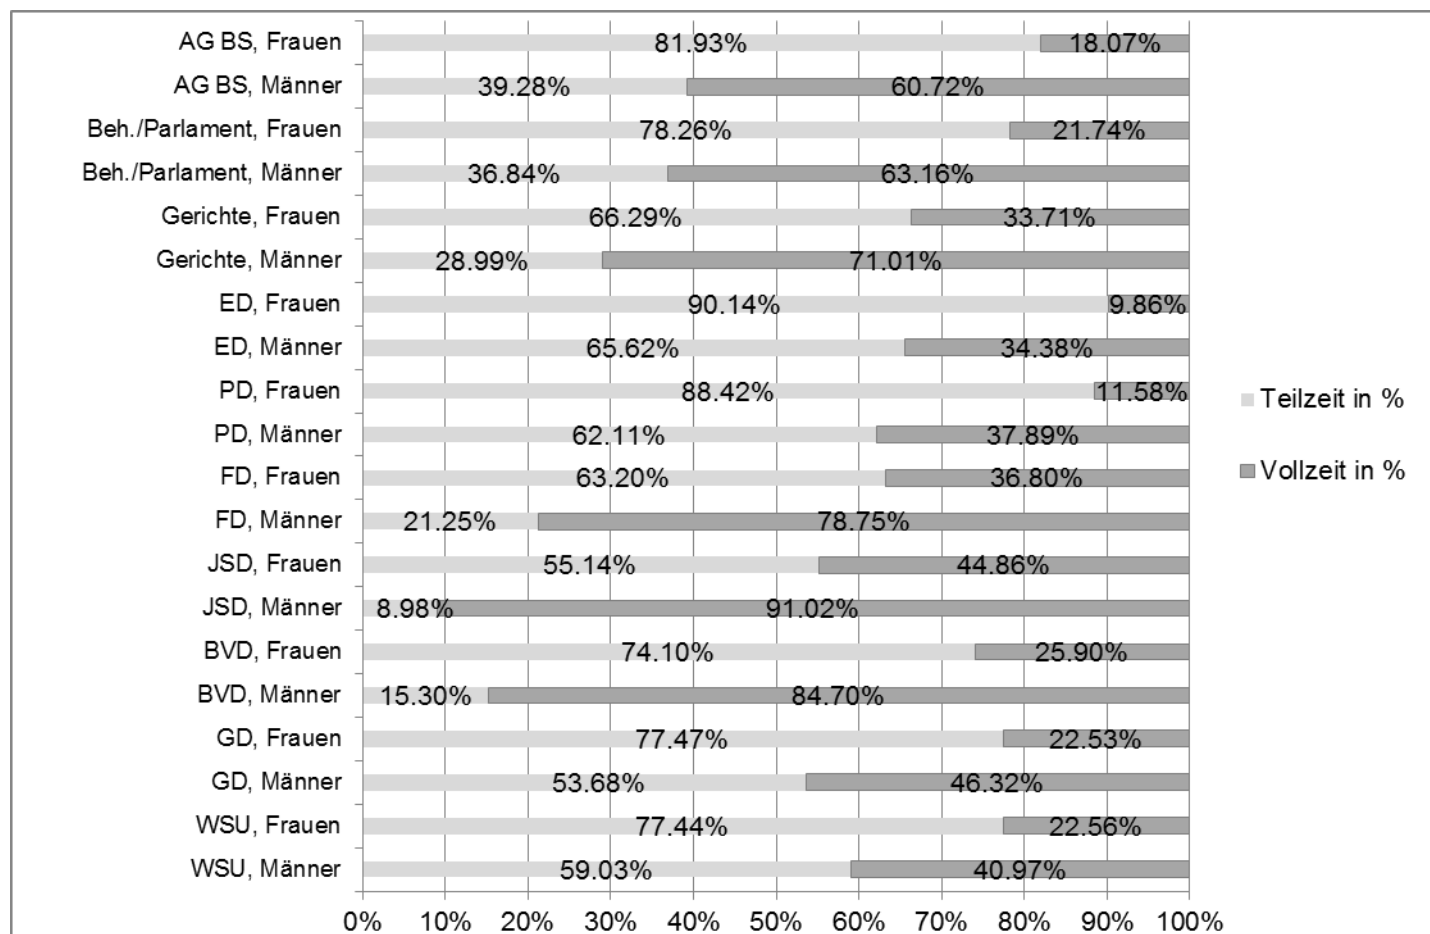 AG BS, Frauen 81.93% 18.07%
AG BS, Männer 39.28% 60.72%
Beh./Parlament, Frauen 78.26% 21.74%
Beh./Parlament, Männer 36.84% 63.16%
Gerichte, Frauen 66.29% 33.71%
Gerichte, Männer 28.99% 71.01%
ED, Frauen 90.14% 9.86%
ED, Männer 65.62% 34.38%
PD, Frauen 88.42% 11.58%
PD, Männer 62.11% 37.89%
FD, Frauen 63.20% 36.80%
FD, Männer 21.25% 78.75%
JSD, Frauen 55.14% 44.86%
JSD, Männer 8.98% 91.02%
BVD, Frauen 74.10% 25.90%
BVD, Männer 15.30% 84.70%
GD, Frauen 77.47% 22.53%
GD, Männer 53.68% 46.32%
WSU, Frauen 77.44% 22.56%
WSU, Männer 59.03% 40.97%
0% 10% 20% 30% 40% 50% 60% 70% 80% 90% 100%
Teilzeit in %
Vollzeit in %